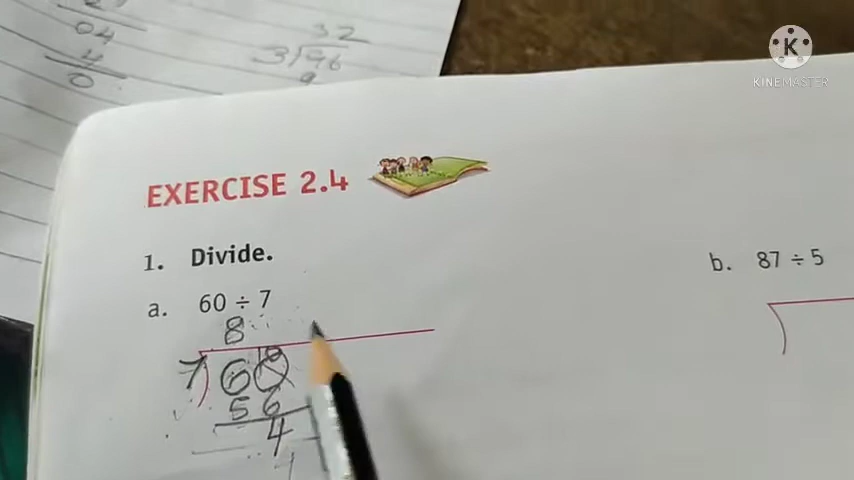 04
4
0
32
3)96
9
K
KINEMASTER
EXERCISE 2.4
1. Divide.
a. 60 ÷ 7
b. 87 ÷ 5
8
7)60
10
56
4